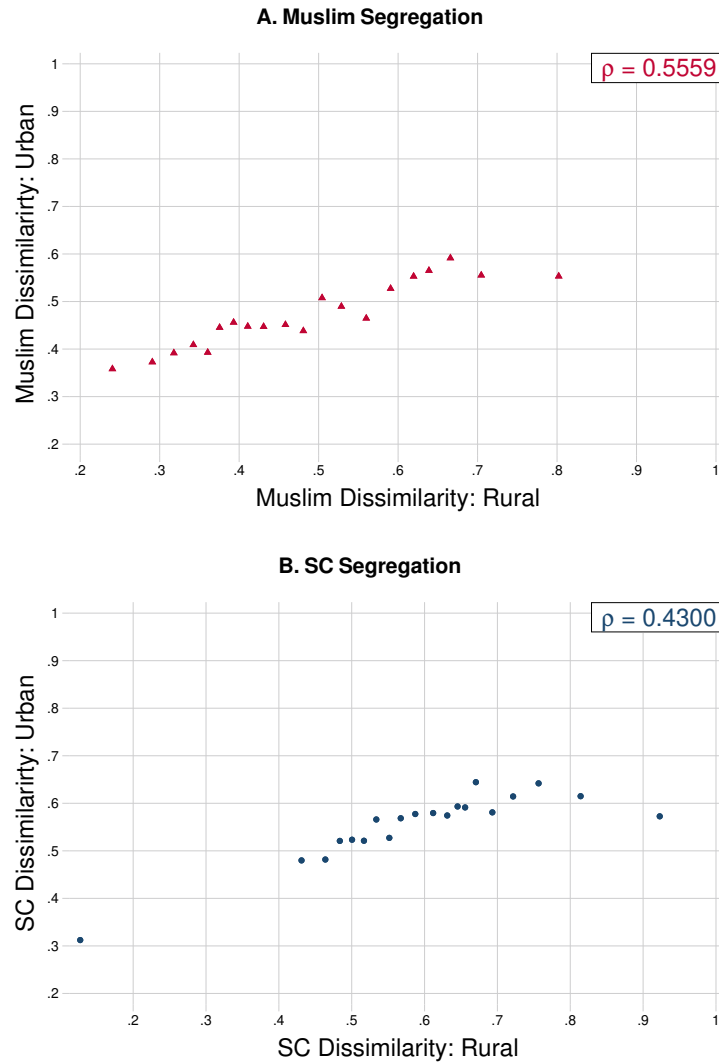 A. Muslim Segregation
ρ = 0.5559
Muslim Dissimilarirty: Urban
1
.9
.8
.7
.6
.5
.4
.3
.2
.2 .3 .4 .5 .6 .7 .8 .9 1
Muslim Dissimilarity: Rural
B. SC Segregation
ρ = 0.4300
SC Dissimilarirty: Urban
1
.9
.8
.7
.6
.5
.4
.3
.2
.2 .3 .4 .5 .6 .7 .8 .9 1
SC Dissimilarity: Rural